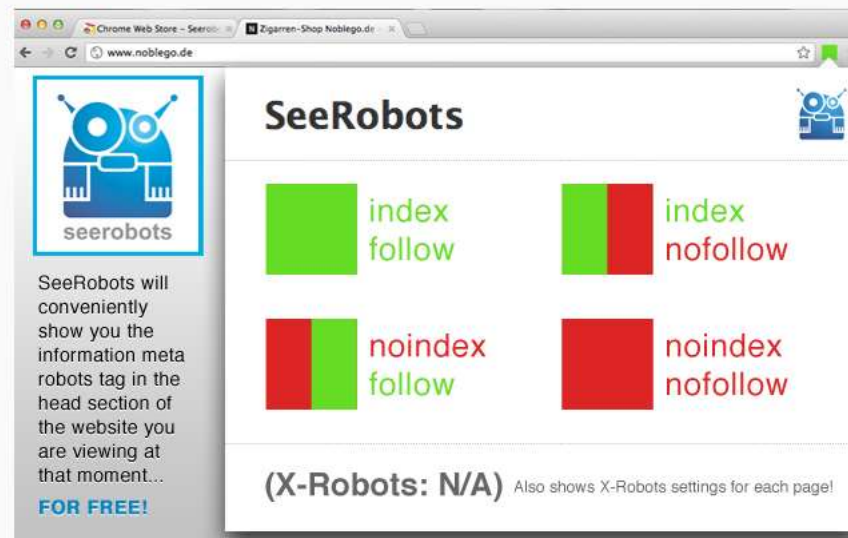 Chrome Web Store – Seerob
N Zigarren-Shop Noblego.de –
www.noblego.de
seerobots
SeeRobots will
conveniently
show you the
information meta
robots tag in the
head section of
the website you
are viewing at
that moment...
FOR FREE!
SeeRobots
index
follow
index
nofollow
noindex
follow
noindex
nofollow
(X-Robots: N/A) Also shows X-Robots settings for each page!